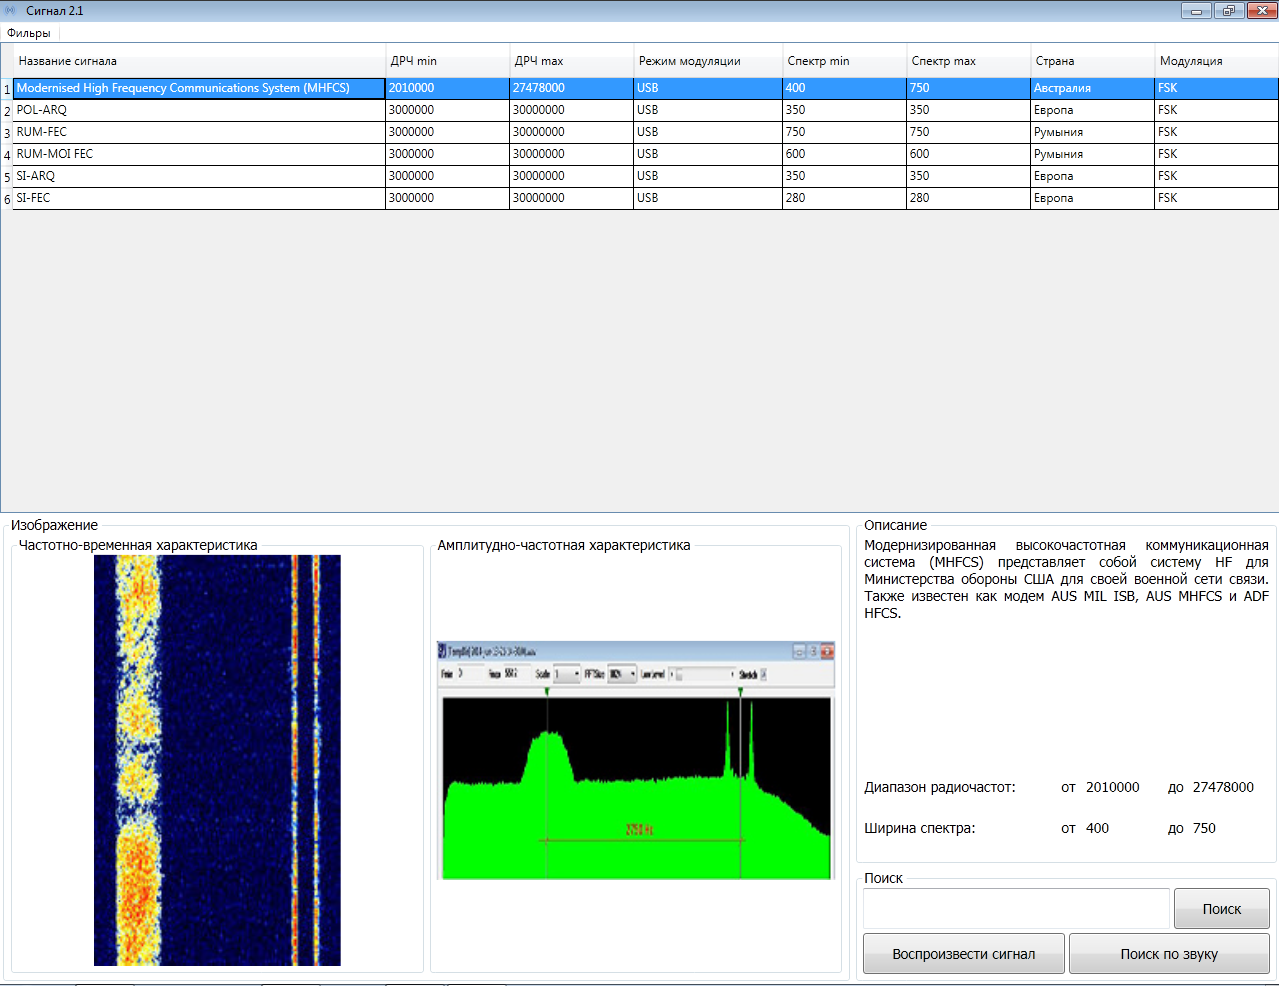 Сигнал 2.1
Фильры
Название сигнала ДРЧ min ДРЧ max Режим модуляции Спектр min Спектр max Страна Модуляция
1 Modernised High Frequency Communications System (MHFCS) 2010000 27478000 USB 400 750 Австралия FSK
2 POL-ARQ 3000000 30000000 USB 350 350 Европа FSK
3 RUM-FEC 3000000 30000000 USB 750 750 Румыния FSK
4 RUM-MOI FEC 3000000 30000000 USB 600 600 Румыния FSK
5 SI-ARQ 3000000 30000000 USB 350 350 Европа FSK
6 SI-FEC 3000000 30000000 USB 280 280 Европа FSK
Изображение
Частотно-временная характеристика
Амплитудно-частотная характеристика
Scale 1
Stretch
2750 Hz
Описание
Модернизированная высокочастотная коммуникационная
система (MHFCS) представляет собой систему HF для
Министерства обороны США для своей военной сети связи.
Также известен как модем AUS MIL ISB, AUS MHFCS и ADF
HFCS.
Диапазон радиочастот: от 2010000 до 27478000
Ширина спектра: от 400 до 750
Поиск
Поиск
Воспроизвести сигнал
Поиск по звуку